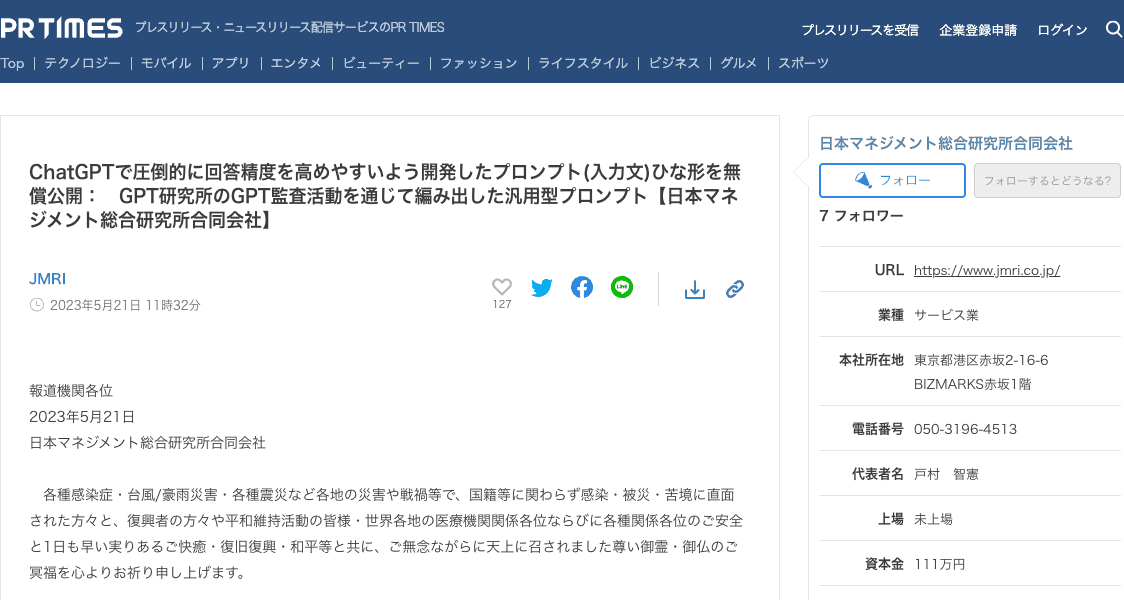 PR TIMES プレスリリース・ニュースリリース配信サービスのPR TIMES
プレスリリースを受信 企業登録申請 ログイン
Top | テクノロジー | モバイル | アプリ | エンタメ | ビューティー | ファッション | ライフスタイル | ビジネス | グルメ | スポーツ
ChatGPTで圧倒的に回答精度を高めやすいよう開発したプロンプト(入力文)ひな形を無
償公開： GPT研究所のGPT監査活動を通じて編み出した汎用型プロンプト【日本マネ
ジメント総合研究所合同会社】
JMRI
2023年5月21日 11時32分
127
LINE
報道機関各位
2023年5月21日
日本マネジメント総合研究所合同会社
　各種感染症・台風/豪雨災害・各種震災など各地の災害や戦禍等で、国籍等に関わらず感染・被災・苦境に直面
された方々と、復興者の方々や平和維持活動の皆様・世界各地の医療機関関係各位ならびに各種関係各位のご安全
と1日も早い実りあるご快癒・復旧復興・和平等と共に、ご無念ながらに天上に召されました尊い御霊・御仏のご
冥福を心よりお祈り申し上げます。
日本マネジメント総合研究所合同会社
フォロー
フォローするとどうなる?
7 フォロワー
URL https://www.jmri.co.jp/
業種 サービス業
本社所在地 東京都港区赤坂2-16-6
BIZMARKS赤坂1階
電話番号 050-3196-4513
代表者名 戸村　智憲
上場 未上場
資本金 111万円